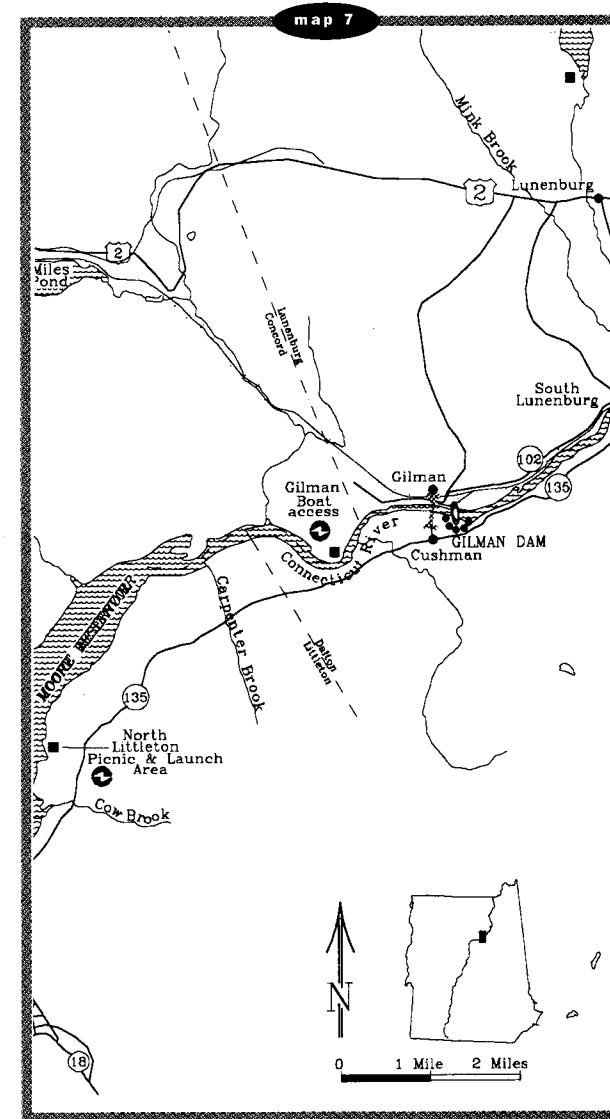 map 7
Mink Brook
2
Lunenburg
2
Miles
Pond
Lunenburg
Concord
South
Lunenburg
102
Gilman
135
Gilman
Boat
access
Connecticut River
GILMAN DAM
Cushman
MOORE RESERVOIR
Carpenter Brook
Dalton
Littleton
135
North
Littleton
Picnic & Launch
Area
Cow Brook
N
0 1 Mile 2 Miles
18